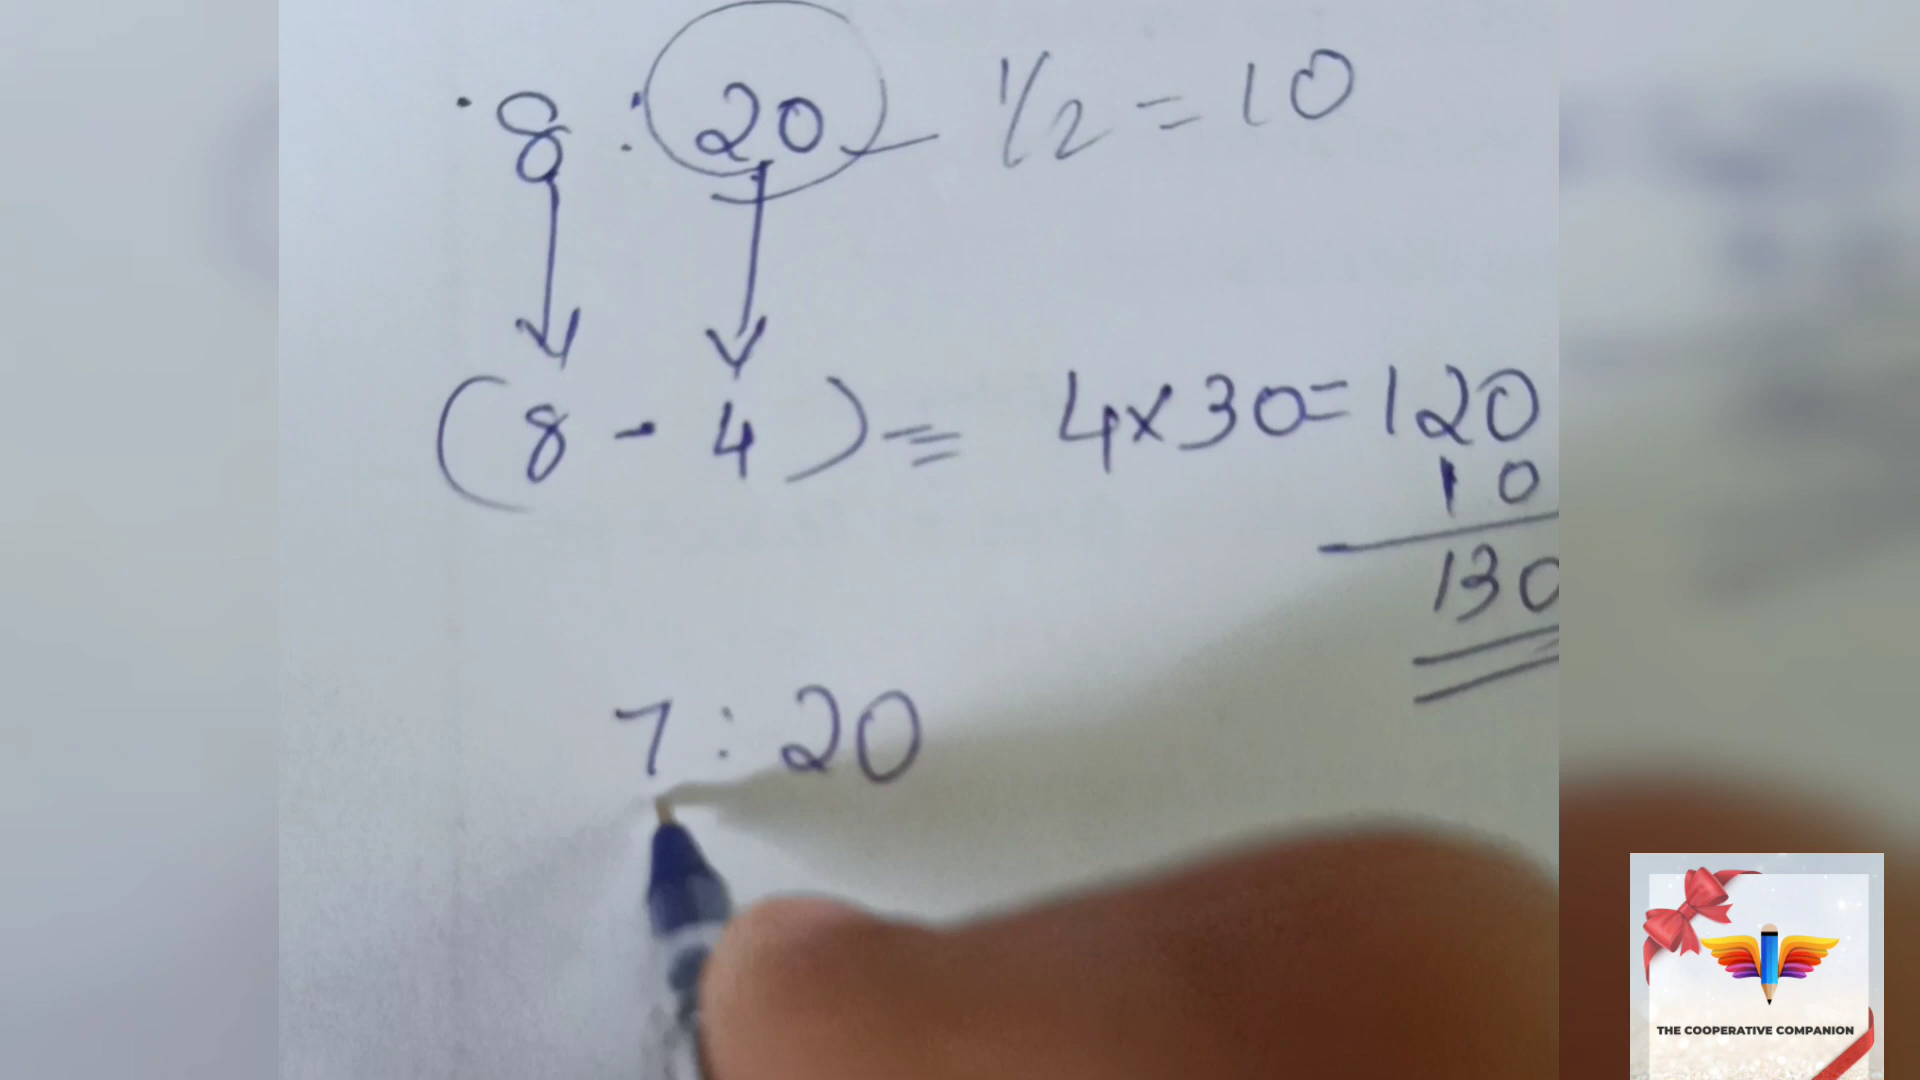 8 : 20 1/2 = 10
(8 - 4) = 4x30=120
10
130
7 : 20
THE COOPERATIVE COMPANION